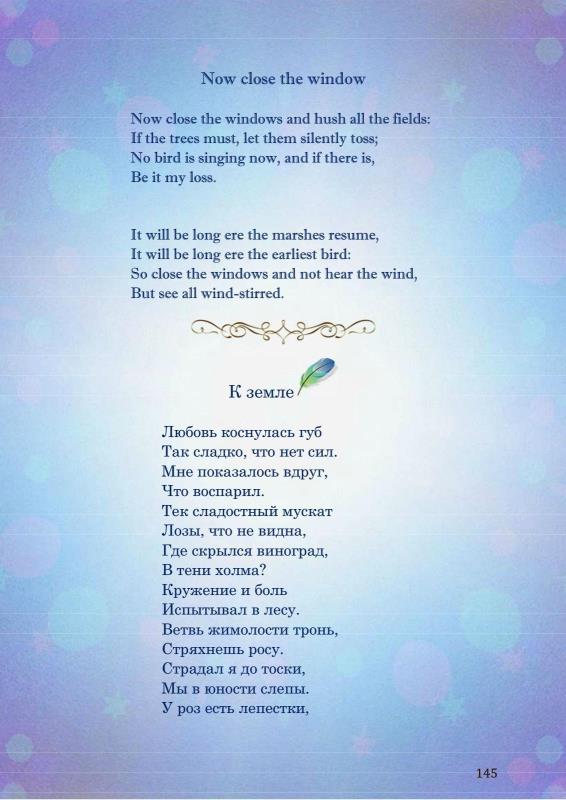 Now close the window
Now close the windows and hush all the fields:
If the trees must, let them silently toss;
No bird is singing now, and if there is,
Be it my loss.
It will be long ere the marshes resume,
It will be long ere the earliest bird:
So close the windows and not hear the wind,
But see all wind-stirred.
К земле
Любовь коснулась губ
Так сладко, что нет сил.
Мне показалось вдруг,
Что воспарил.
Тек сладостный мускат
Лозы, что не видна,
Где скрылся виноград,
В тени холма?
Кружение и боль
Испытывал в лесу.
Ветвь жимолости тронь,
Стряхнешь росу.
Страдал я до тоски,
Мы в юности слепы.
У роз есть лепестки,
145